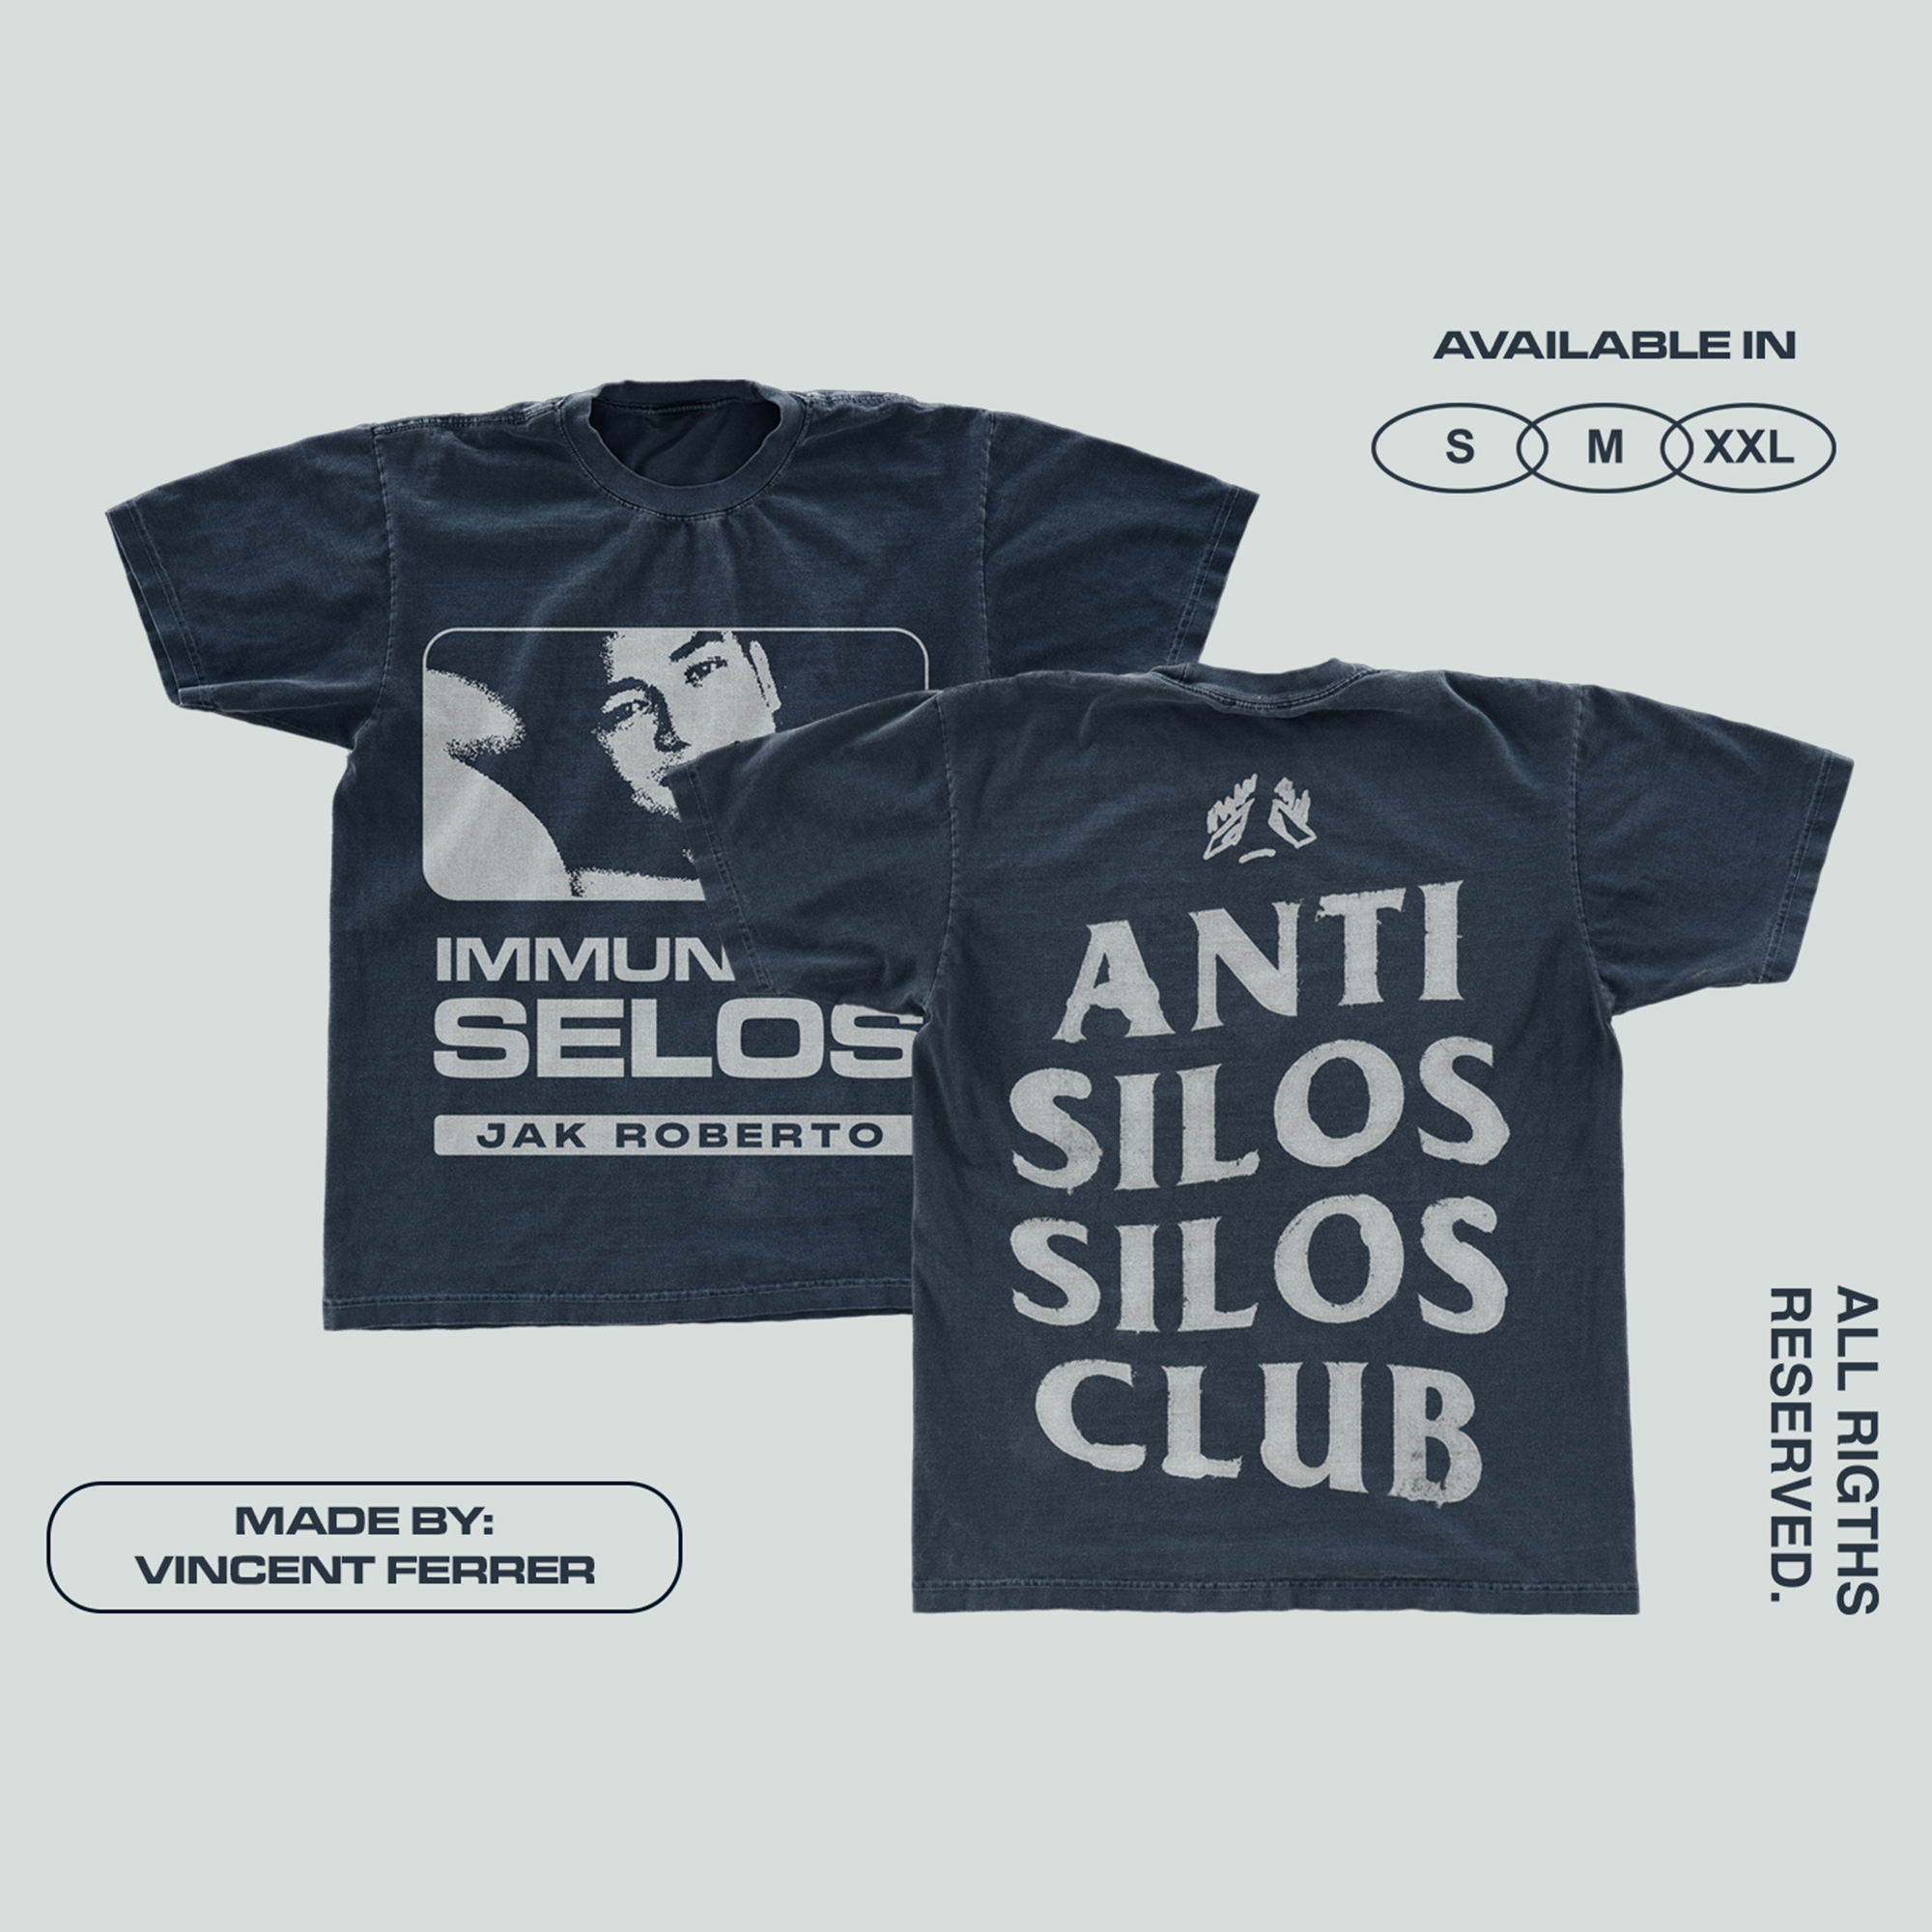 AVAILABLE IN
S M XXL
IMMUN
SELOS
JAK ROBERTO
ANTI
SILOS
SILOS
CLUB
MADE BY:
VINCENT FERRER
ALL RIGTHS
RESERVED.